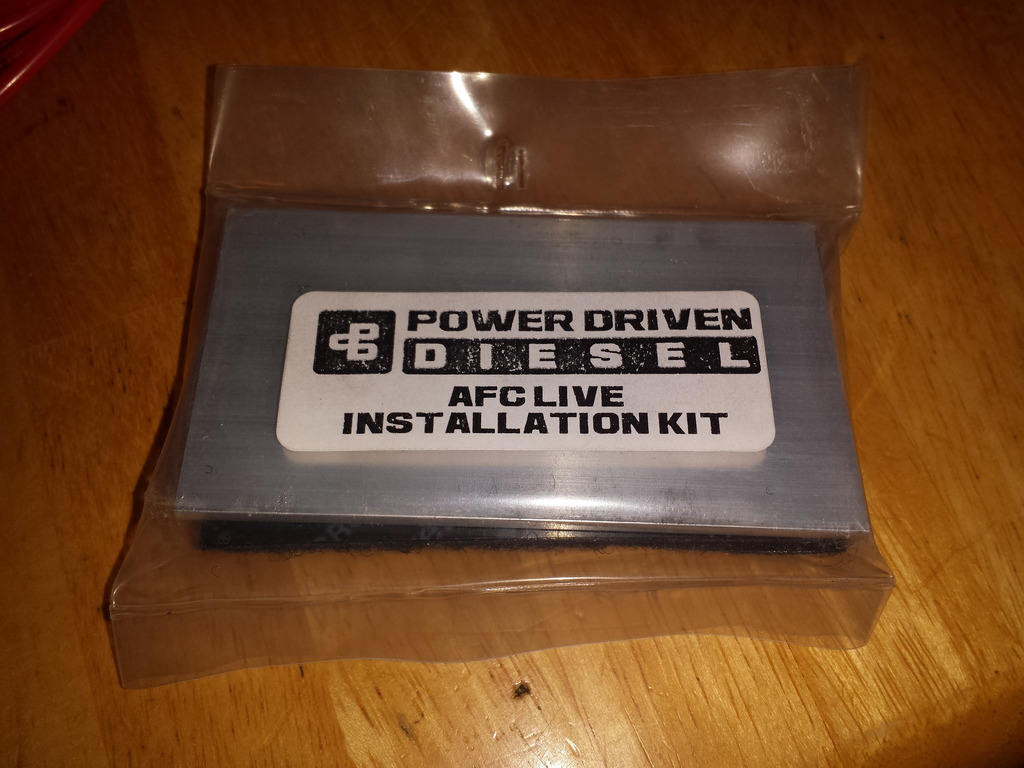 POWER DRIVEN
DIESEL
AFC LIVE
INSTALLATION KIT